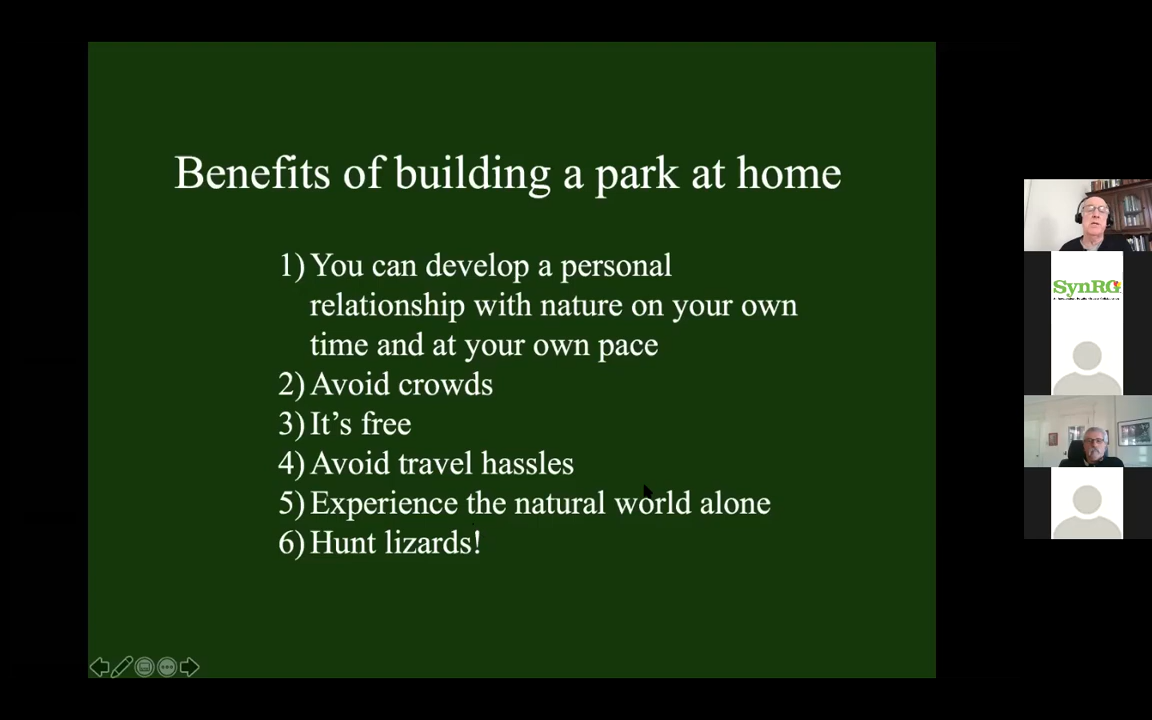 Benefits of building a park at home
1) You can develop a personal
relationship with nature on your own
time and at your own pace
2) Avoid crowds
3) It’s free
4) Avoid travel hassles
5) Experience the natural world alone
6) Hunt lizards!
SynRG